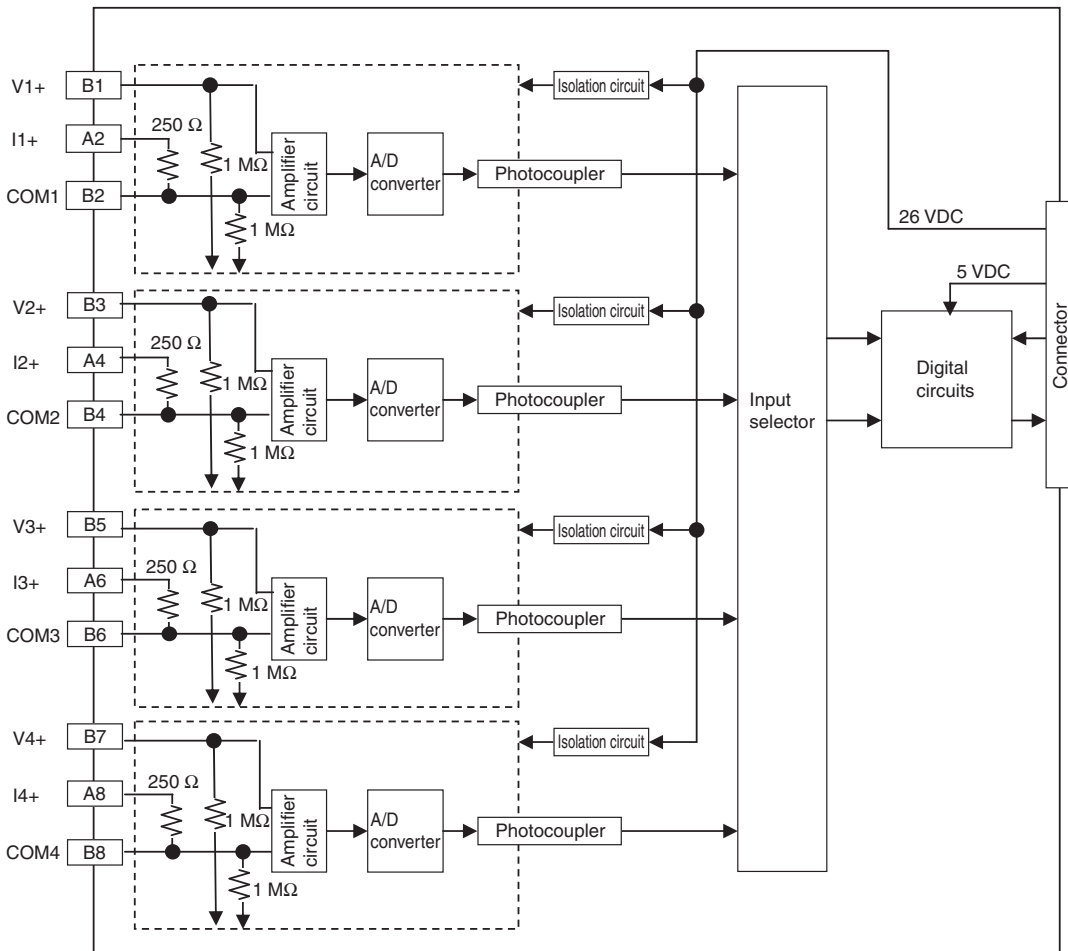 V1+ B1
Isolation circuit
I1+ A2
250 Ω
1 MΩ
Amplifier circuit
A/D converter
Photocoupler
COM1 B2
1 MΩ
26 VDC
5 VDC
V2+ B3
Isolation circuit
I2+ A4
250 Ω
1 MΩ
Amplifier circuit
A/D converter
Photocoupler
COM2 B4
1 MΩ
Input selector
Digital circuits
Connector
V3+ B5
Isolation circuit
I3+ A6
250 Ω
1 MΩ
Amplifier circuit
A/D converter
Photocoupler
COM3 B6
1 MΩ
V4+ B7
Isolation circuit
I4+ A8
250 Ω
1 MΩ
Amplifier circuit
A/D converter
Photocoupler
COM4 B8
1 MΩ